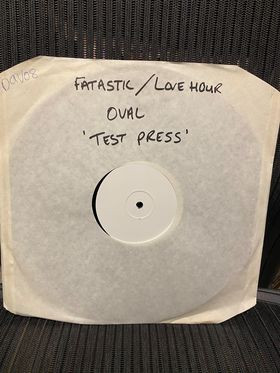 FATASTIC / LOVE HOUR
OVAL
'TEST PRESS'